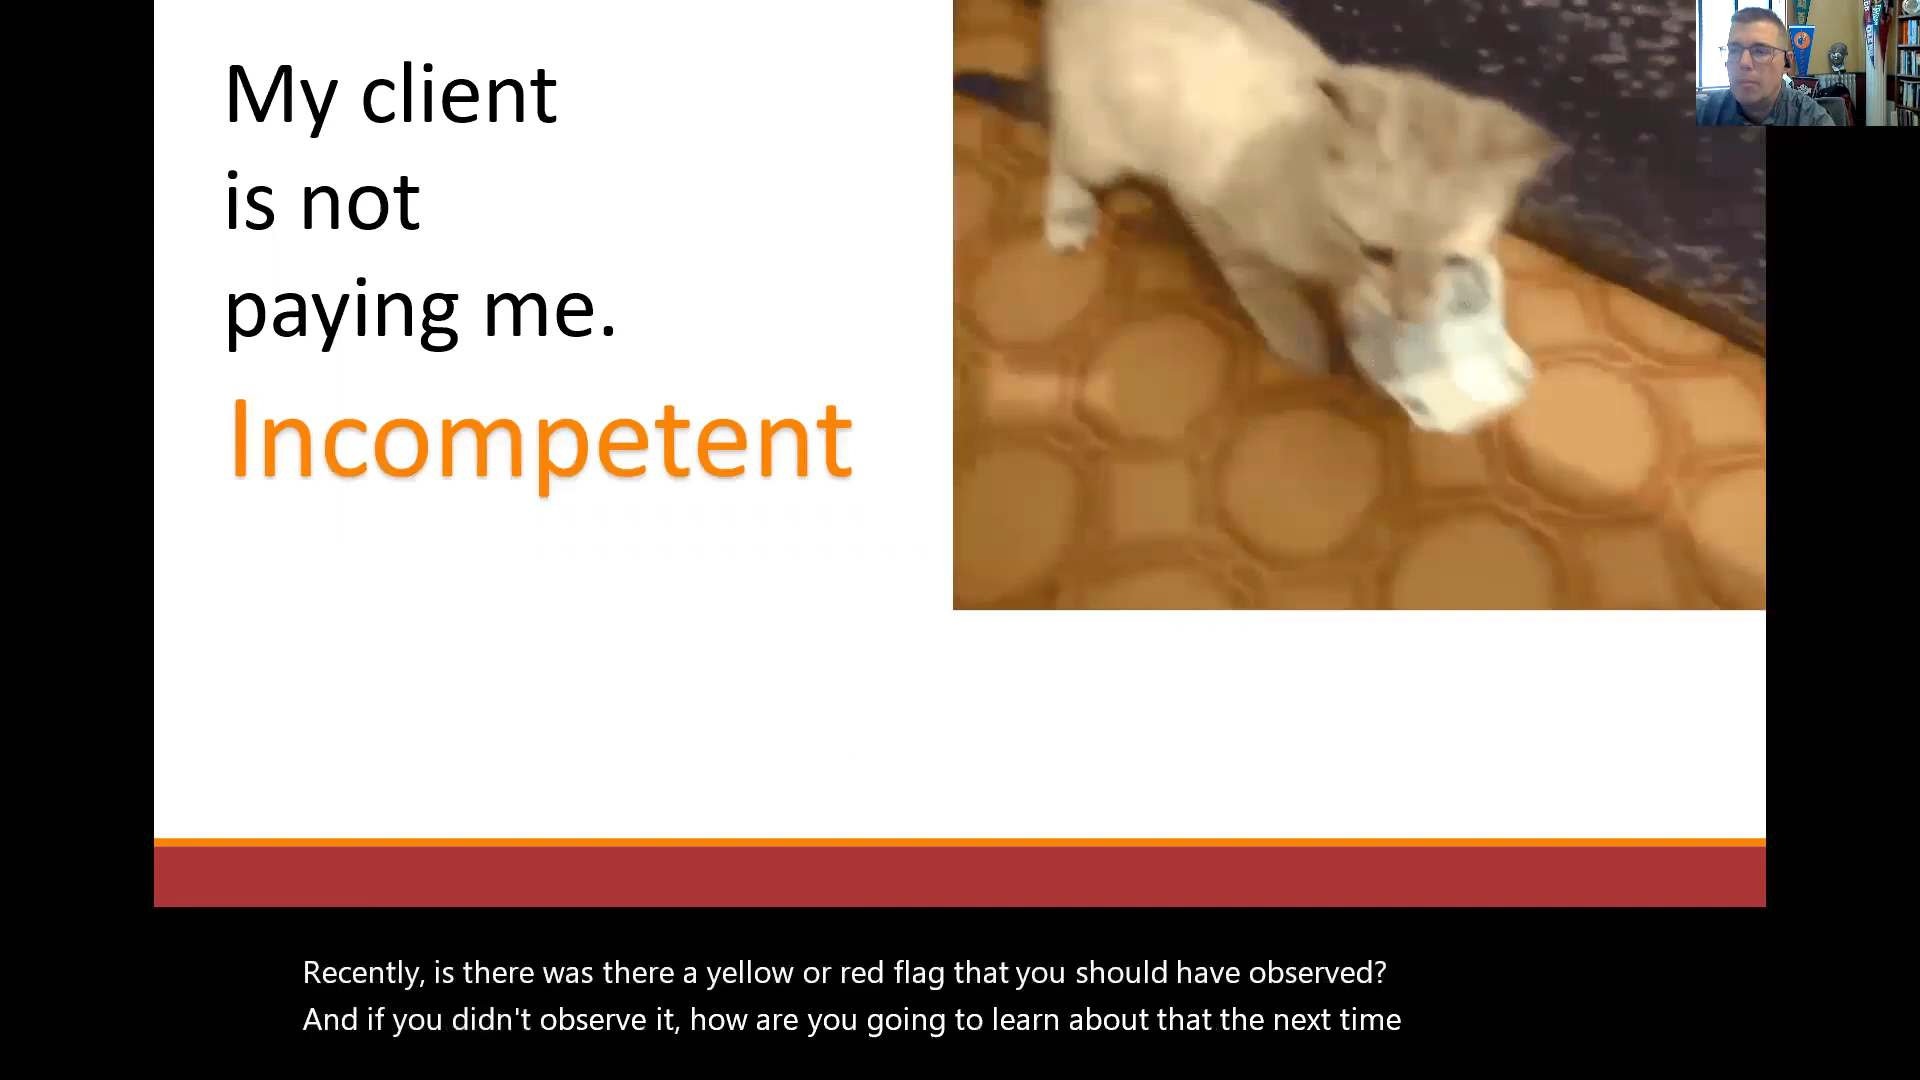 My client
is not
paying me.
Incompetent
Recently, is there was there a yellow or red flag that you should have observed?
And if you didn't observe it, how are you going to learn about that the next time